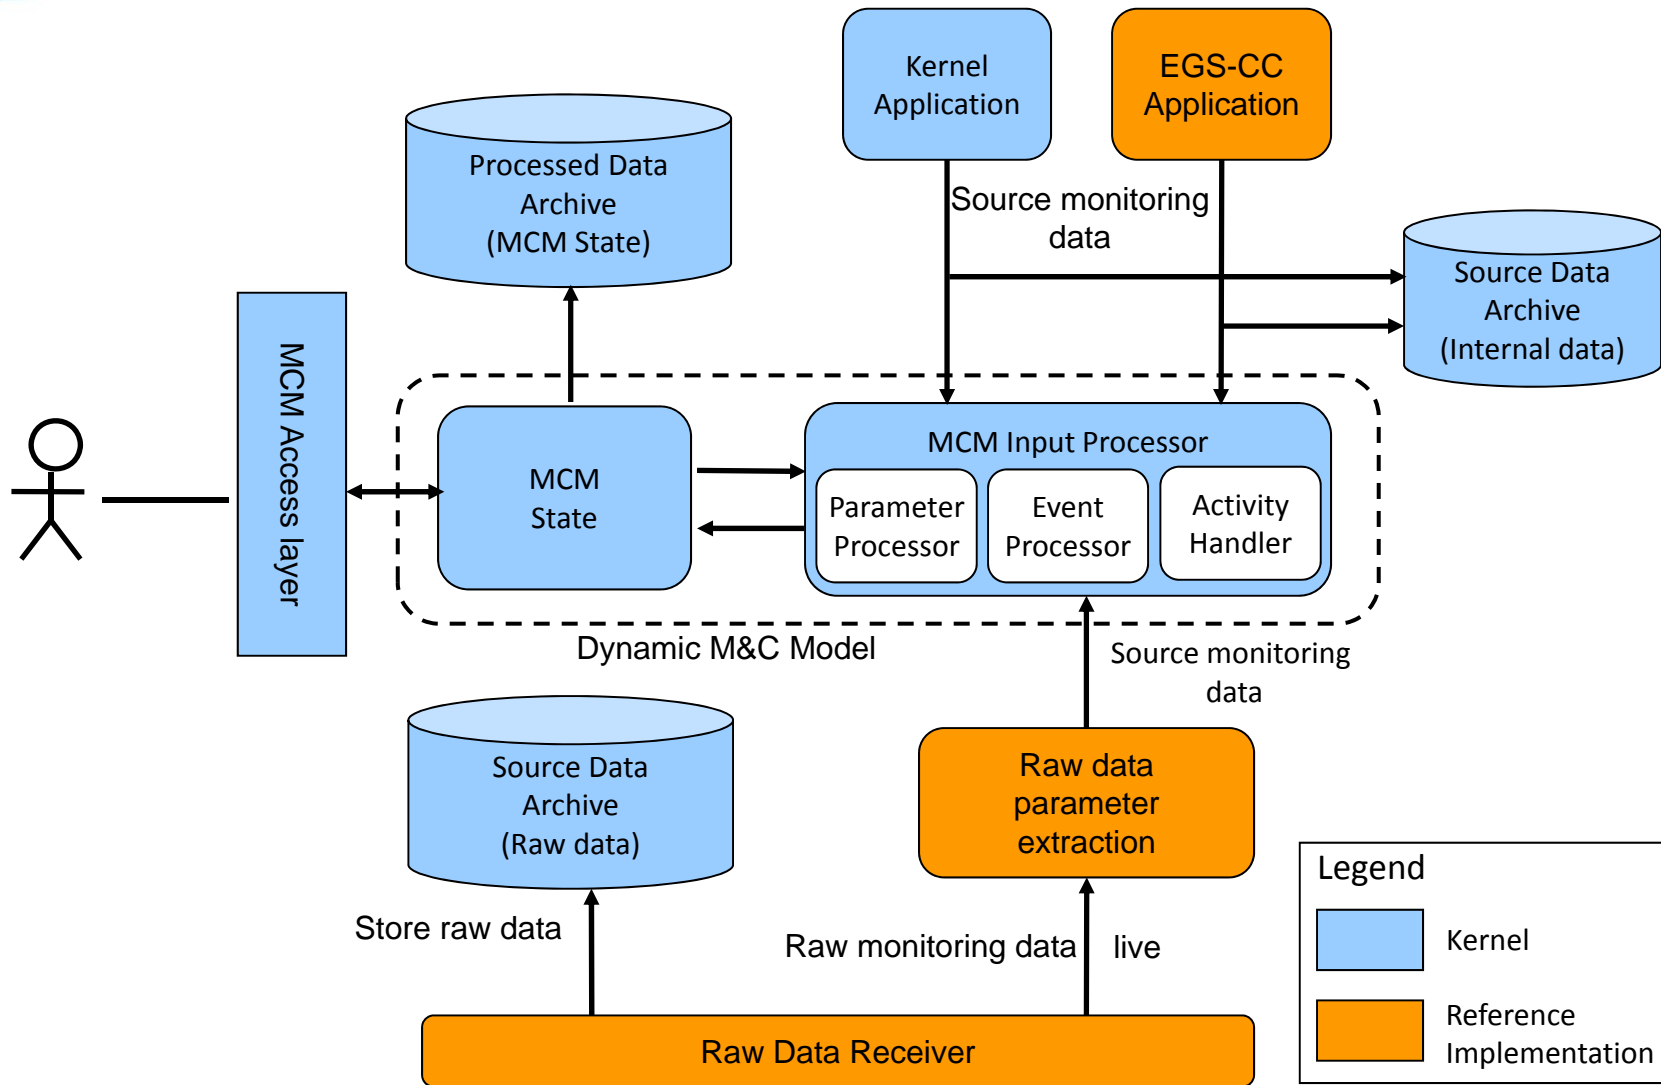 Kernel
Application
EGS-CC
Application
Processed Data
Archive
(MCM State)
Source monitoring
data
Source Data
Archive
(Internal data)
MCM Access layer
MCM
State
MCM Input Processor
Parameter
Processor
Event
Processor
Activity
Handler
Dynamic M&C Model
Source monitoring
data
Source Data
Archive
(Raw data)
Raw data
parameter
extraction
Store raw data
Raw monitoring data
live
Raw Data Receiver
Legend
Kernel
Reference
Implementation